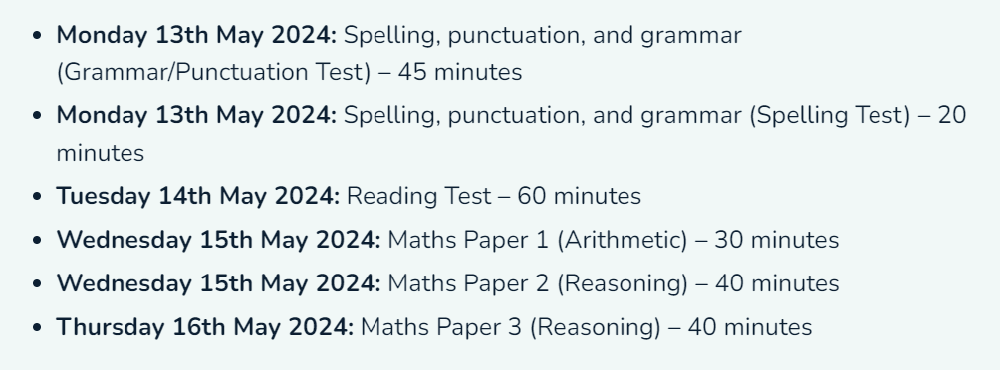 • Monday 13th May 2024: Spelling, punctuation, and grammar
(Grammar/Punctuation Test) – 45 minutes
• Monday 13th May 2024: Spelling, punctuation, and grammar (Spelling Test) – 20
minutes
• Tuesday 14th May 2024: Reading Test – 60 minutes
• Wednesday 15th May 2024: Maths Paper 1 (Arithmetic) – 30 minutes
• Wednesday 15th May 2024: Maths Paper 2 (Reasoning) – 40 minutes
• Thursday 16th May 2024: Maths Paper 3 (Reasoning) – 40 minutes